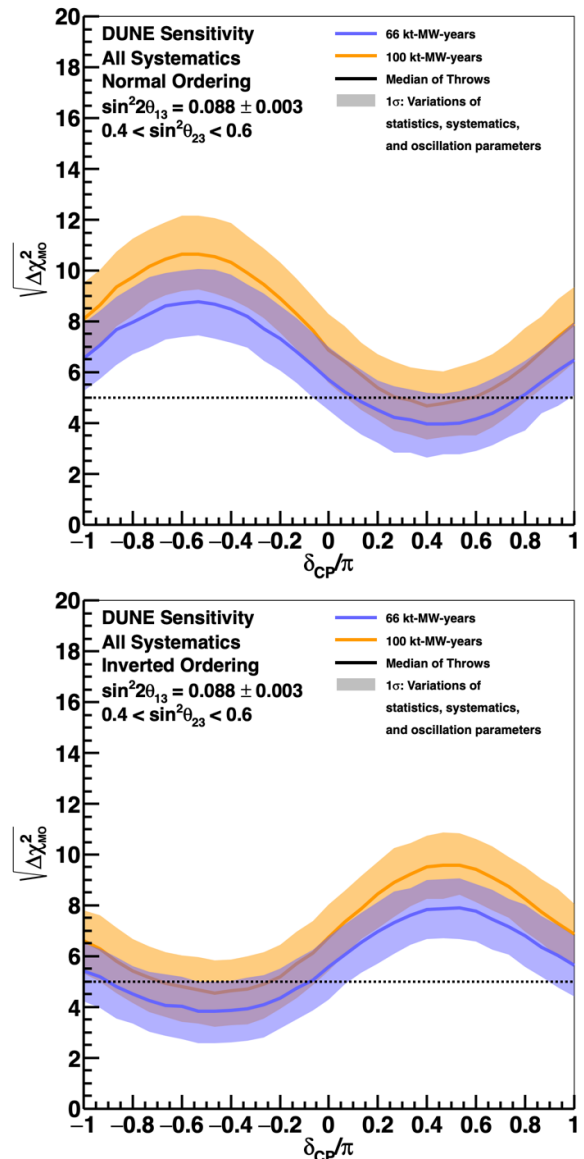 DUNE Sensitivity
All Systematics
Normal Ordering
sin²2θ₁₃ = 0.088 ± 0.003
0.4 < sin²θ₂₃ < 0.6
66 kt-MW-years
100 kt-MW-years
Median of Throws
1σ: Variations of
statistics, systematics,
and oscillation parameters
√Δχ²MO
20
18
16
14
12
10
8
6
4
2
0
−1 −0.8 −0.6 −0.4 −0.2 0 0.2 0.4 0.6 0.8 1
δCP/π
DUNE Sensitivity
All Systematics
Inverted Ordering
sin²2θ₁₃ = 0.088 ± 0.003
0.4 < sin²θ₂₃ < 0.6
66 kt-MW-years
100 kt-MW-years
Median of Throws
1σ: Variations of
statistics, systematics,
and oscillation parameters
√Δχ²MO
20
18
16
14
12
10
8
6
4
2
0
−1 −0.8 −0.6 −0.4 −0.2 0 0.2 0.4 0.6 0.8 1
δCP/π